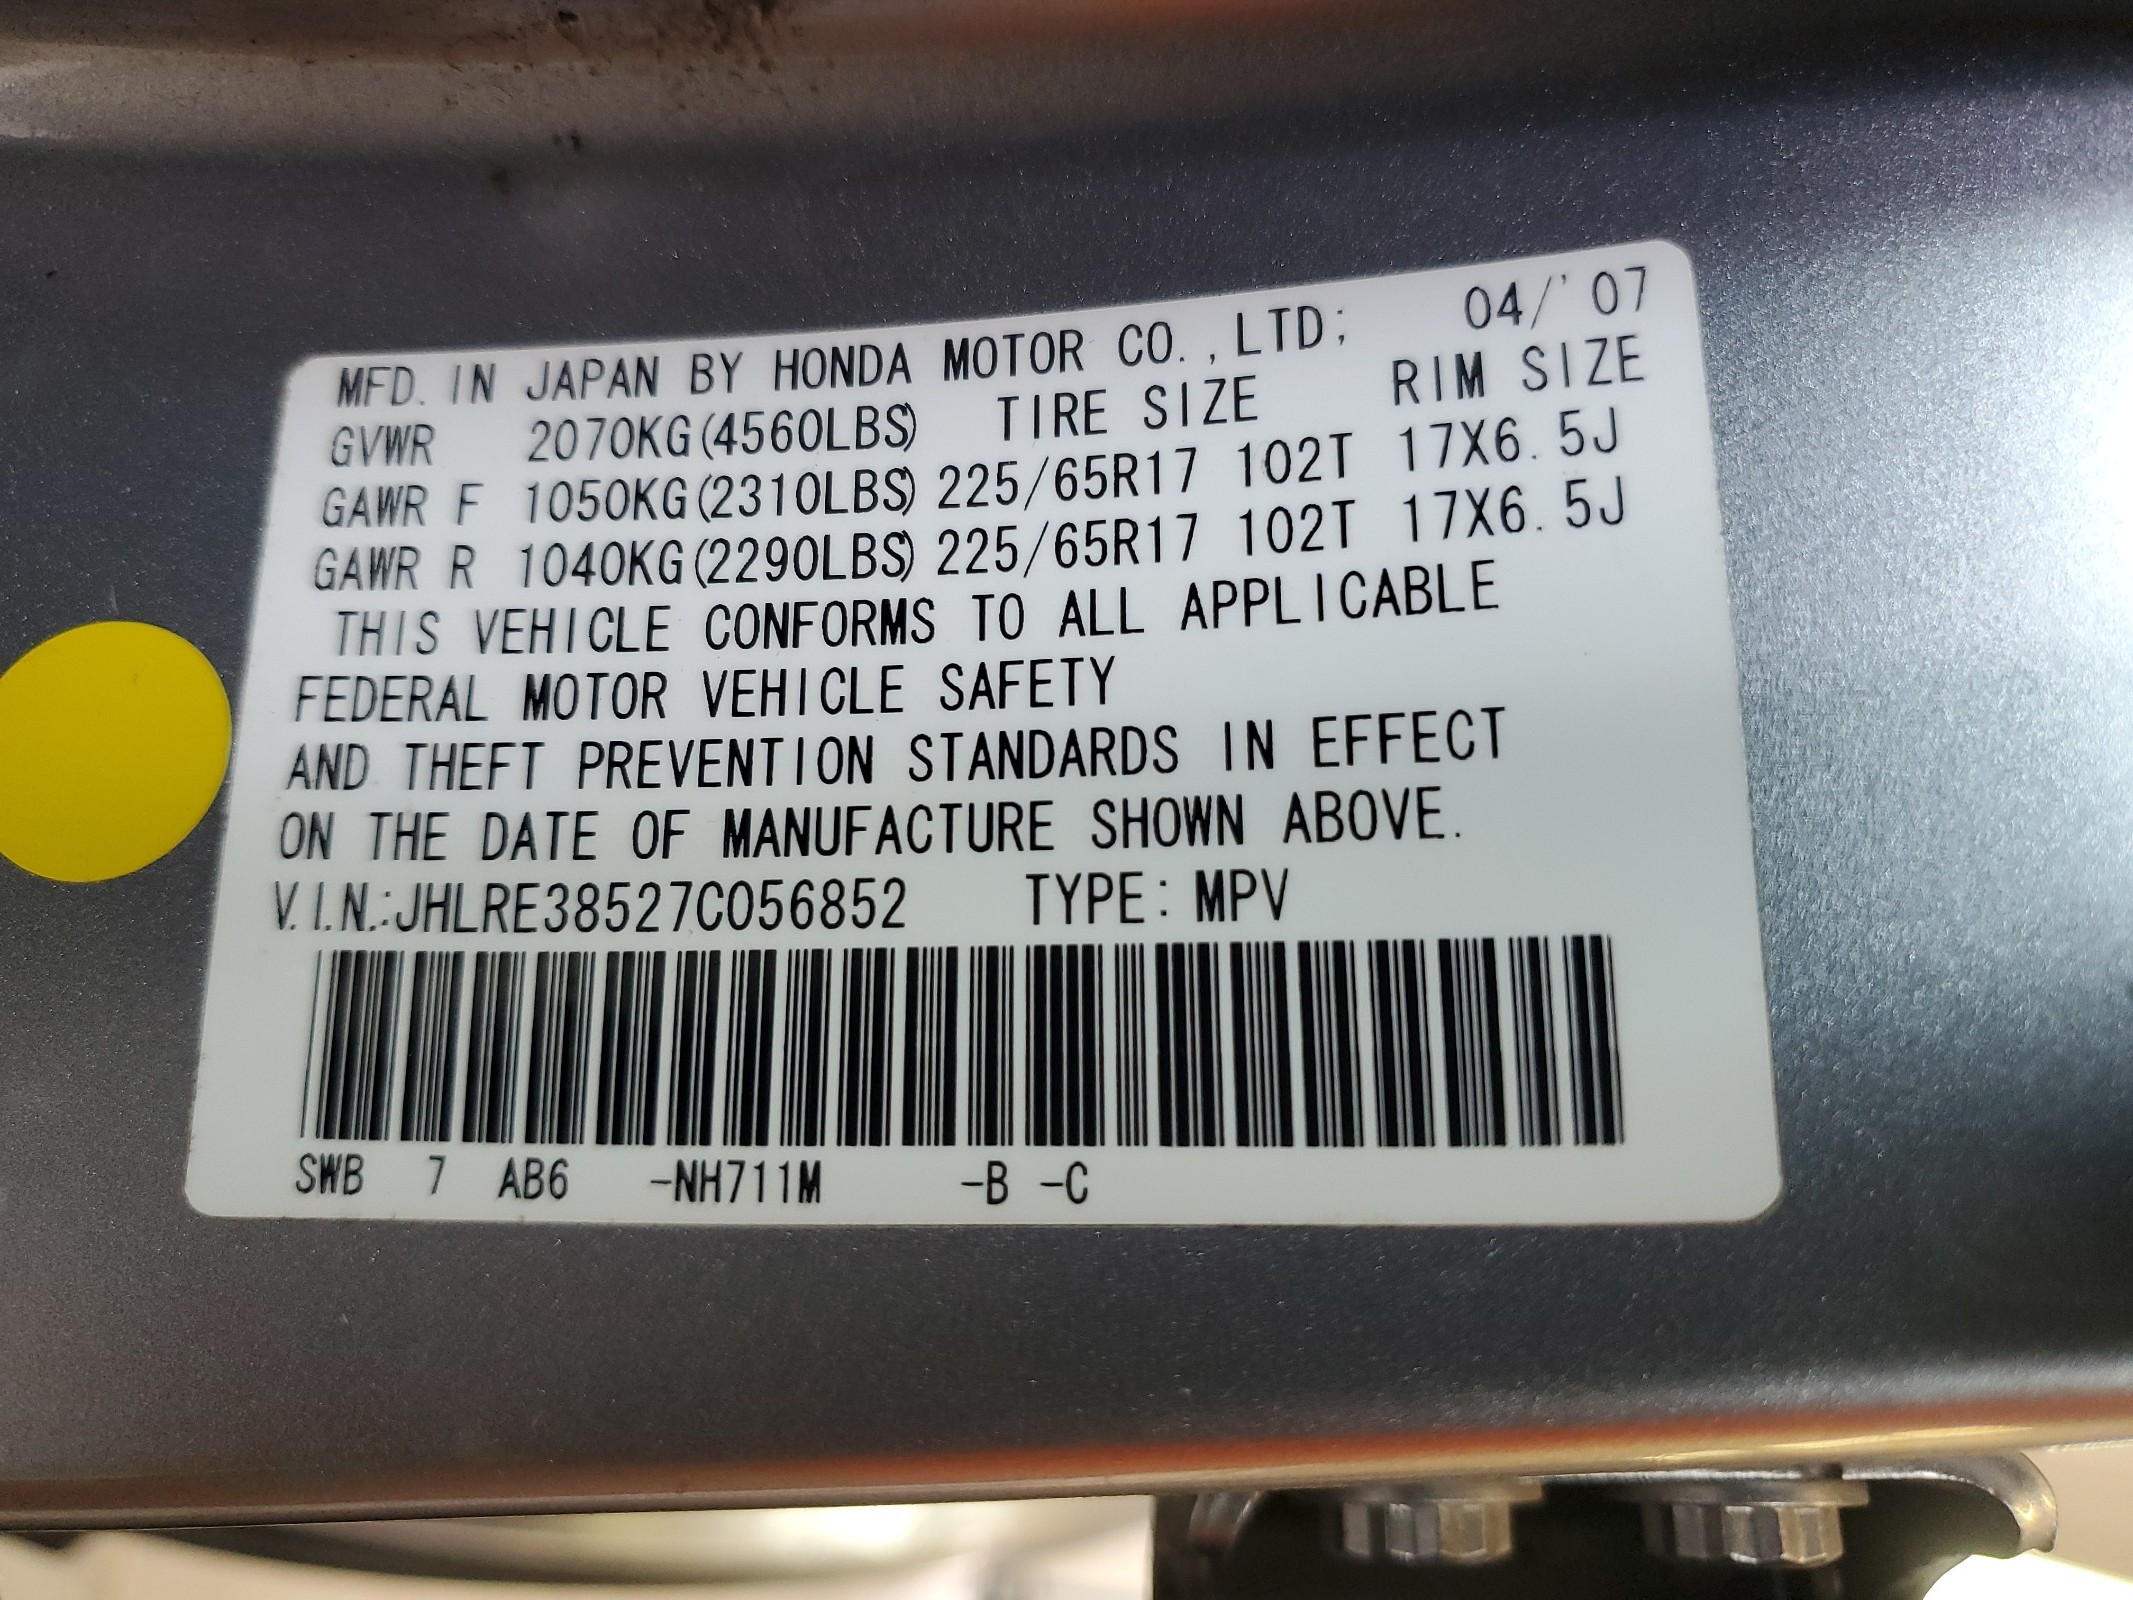 MFD. IN JAPAN BY HONDA MOTOR CO.,LTD; 04/'07
GVWR 2070KG(4560LBS) TIRE SIZE RIM SIZE
GAWR F 1050KG(2310LBS) 225/65R17 102T 17X6.5J
GAWR R 1040KG(2290LBS) 225/65R17 102T 17X6.5J
THIS VEHICLE CONFORMS TO ALL APPLICABLE
FEDERAL MOTOR VEHICLE SAFETY
AND THEFT PREVENTION STANDARDS IN EFFECT
ON THE DATE OF MANUFACTURE SHOWN ABOVE.
V.I.N.:JHLRE38527C056852 TYPE: MPV
SWB 7 AB6 -NH711M -B -C